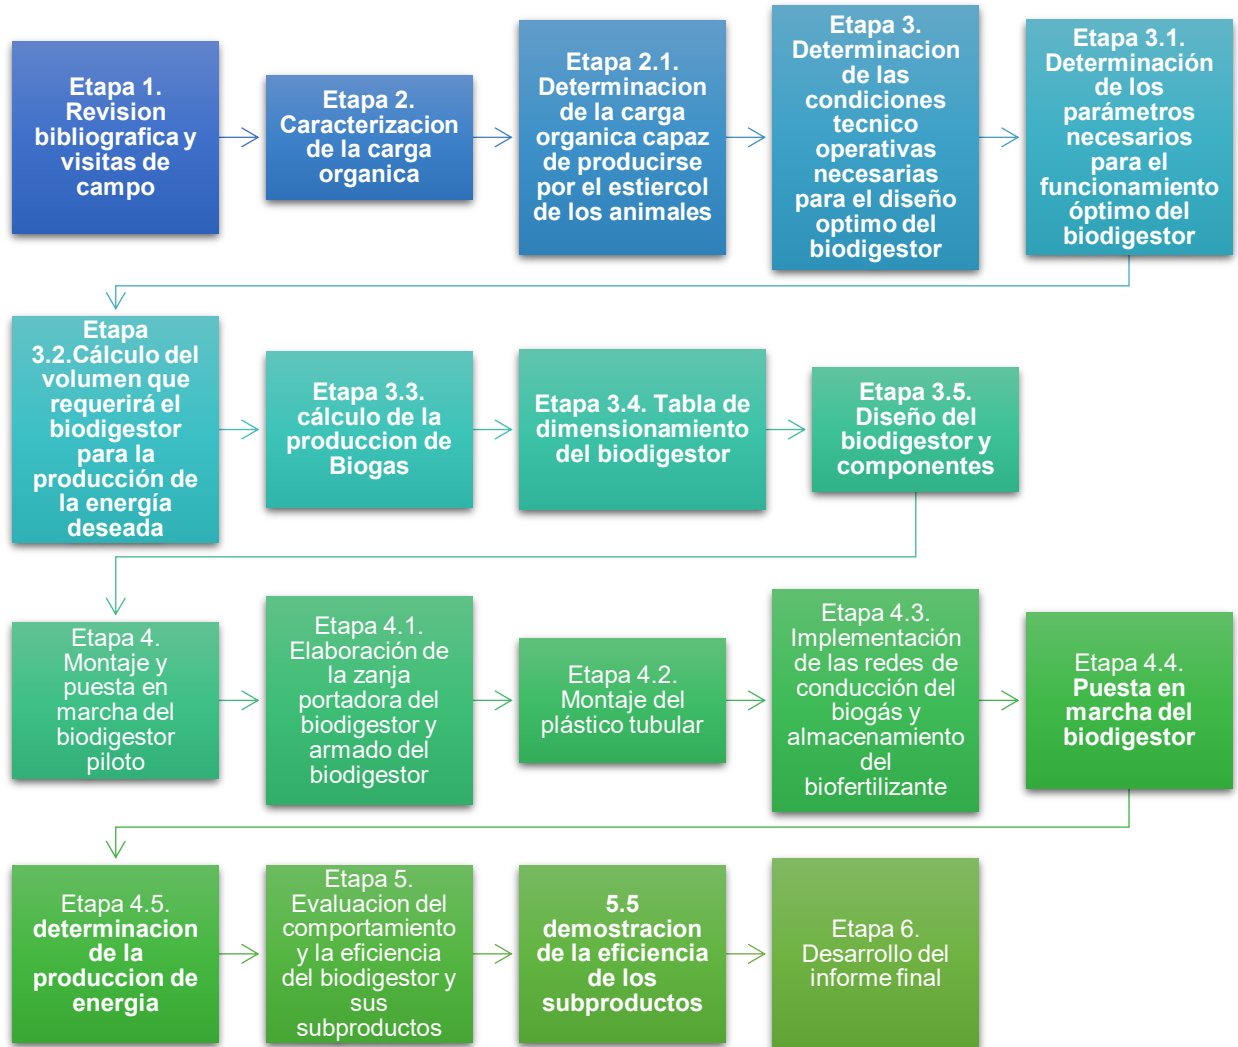 Etapa 1.
Revision
bibliografica y
visitas de
campo
Etapa 2.
Caracterizacion
de la carga
organica
Etapa 2.1.
Determinacion
de la carga
organica capaz
de producirse
por el estiercol
de los animales
Etapa 3.
Determinacion
de las
condiciones
tecnico
operativas
necesarias
para el diseño
optimo del
biodigestor
Etapa 3.1.
Determinación
de los
parámetros
necesarios
para el
funcionamiento
óptimo del
biodigestor
Etapa
3.2.Cálculo del
volumen que
requerirá el
biodigestor
para la
producción de
la energía
deseada
Etapa 3.3.
cálculo de la
produccion de
Biogas
Etapa 3.4. Tabla de
dimensionamiento
del biodigestor
Etapa 3.5.
Diseño del
biodigestor y
componentes
Etapa 4.
Montaje y
puesta en
marcha del
biodigestor
piloto
Etapa 4.1.
Elaboración de
la zanja
portadora del
biodigestor y
armado del
biodigestor
Etapa 4.2.
Montaje del
plástico tubular
Etapa 4.3.
Implementación
de las redes de
conducción del
biogás y
almacenamiento
del
biofertilizante
Etapa 4.4.
Puesta en
marcha del
biodigestor
Etapa 4.5.
determinacion
de la
produccion de
energia
Etapa 5.
Evaluacion del
comportamiento
y la eficiencia
del biodigestor y
sus
subproductos
5.5
demostracion
de la eficiencia
de los
subproductos
Etapa 6.
Desarrollo del
informe final